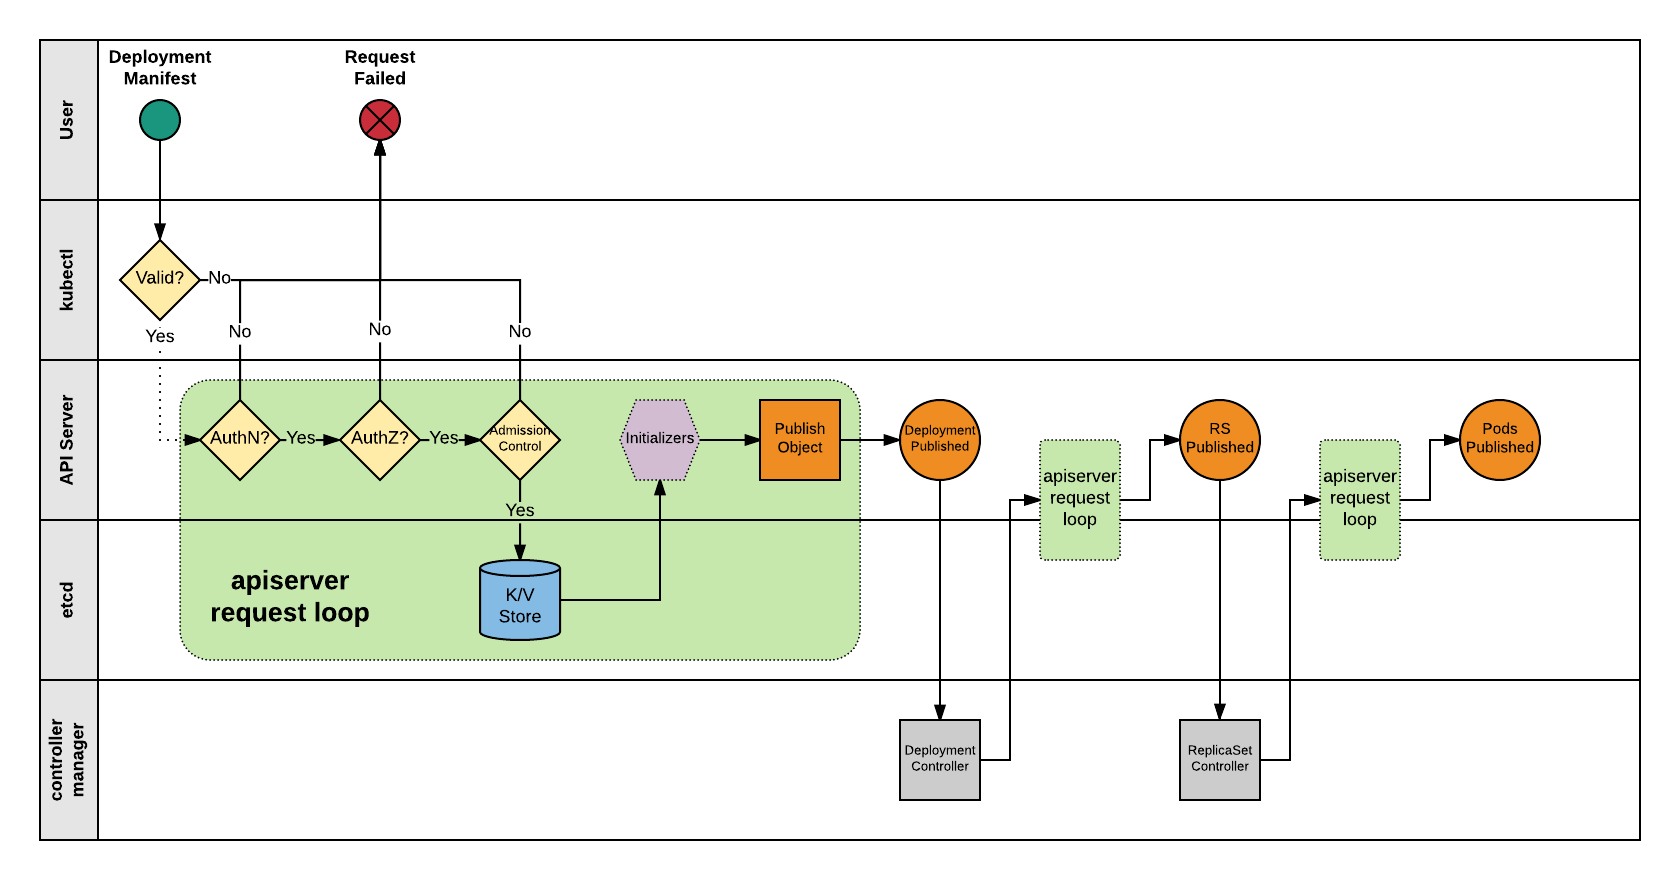 Deployment
Manifest
Request
Failed
User
kubectl
Valid?
No
Yes
No
No
No
API Server
AuthN?
Yes
AuthZ?
Yes
Admission
Control
Yes
Initializers
Publish
Object
Deployment
Published
apiserver
request
loop
RS
Published
apiserver
request
loop
Pods
Published
etcd
apiserver
request loop
K/V
Store
controller
manager
Deployment
Controller
ReplicaSet
Controller